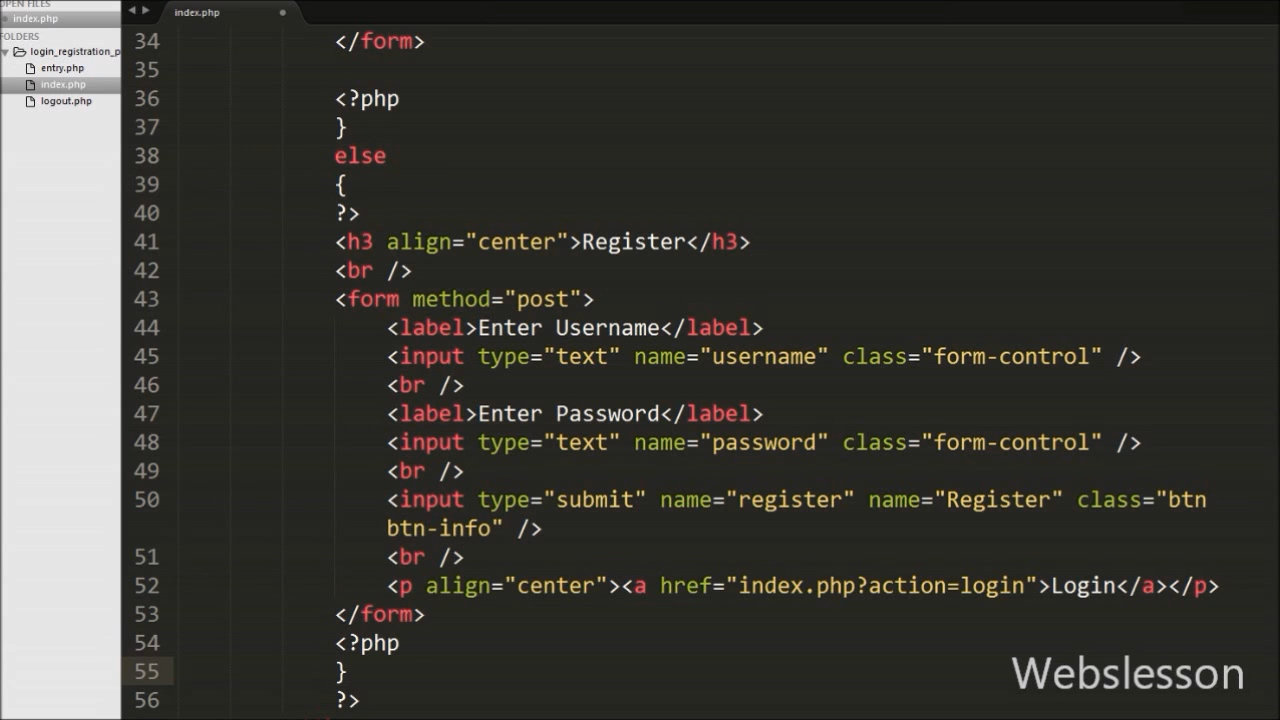 OPEN FILES
index.php
FOLDERS
login_registration_p
entry.php
index.php
logout.php
index.php
34 </form>
35
36 <?php
37 }
38 else
39 {
40 ?>
41 <h3 align="center">Register</h3>
42 <br />
43 <form method="post">
44 <label>Enter Username</label>
45 <input type="text" name="username" class="form-control" />
46 <br />
47 <label>Enter Password</label>
48 <input type="text" name="password" class="form-control" />
49 <br />
50 <input type="submit" name="register" name="Register" class="btn
btn-info" />
51 <br />
52 <p align="center"><a href="index.php?action=login">Login</a></p>
53 </form>
54 <?php
55 }
56 ?>
Webslesson